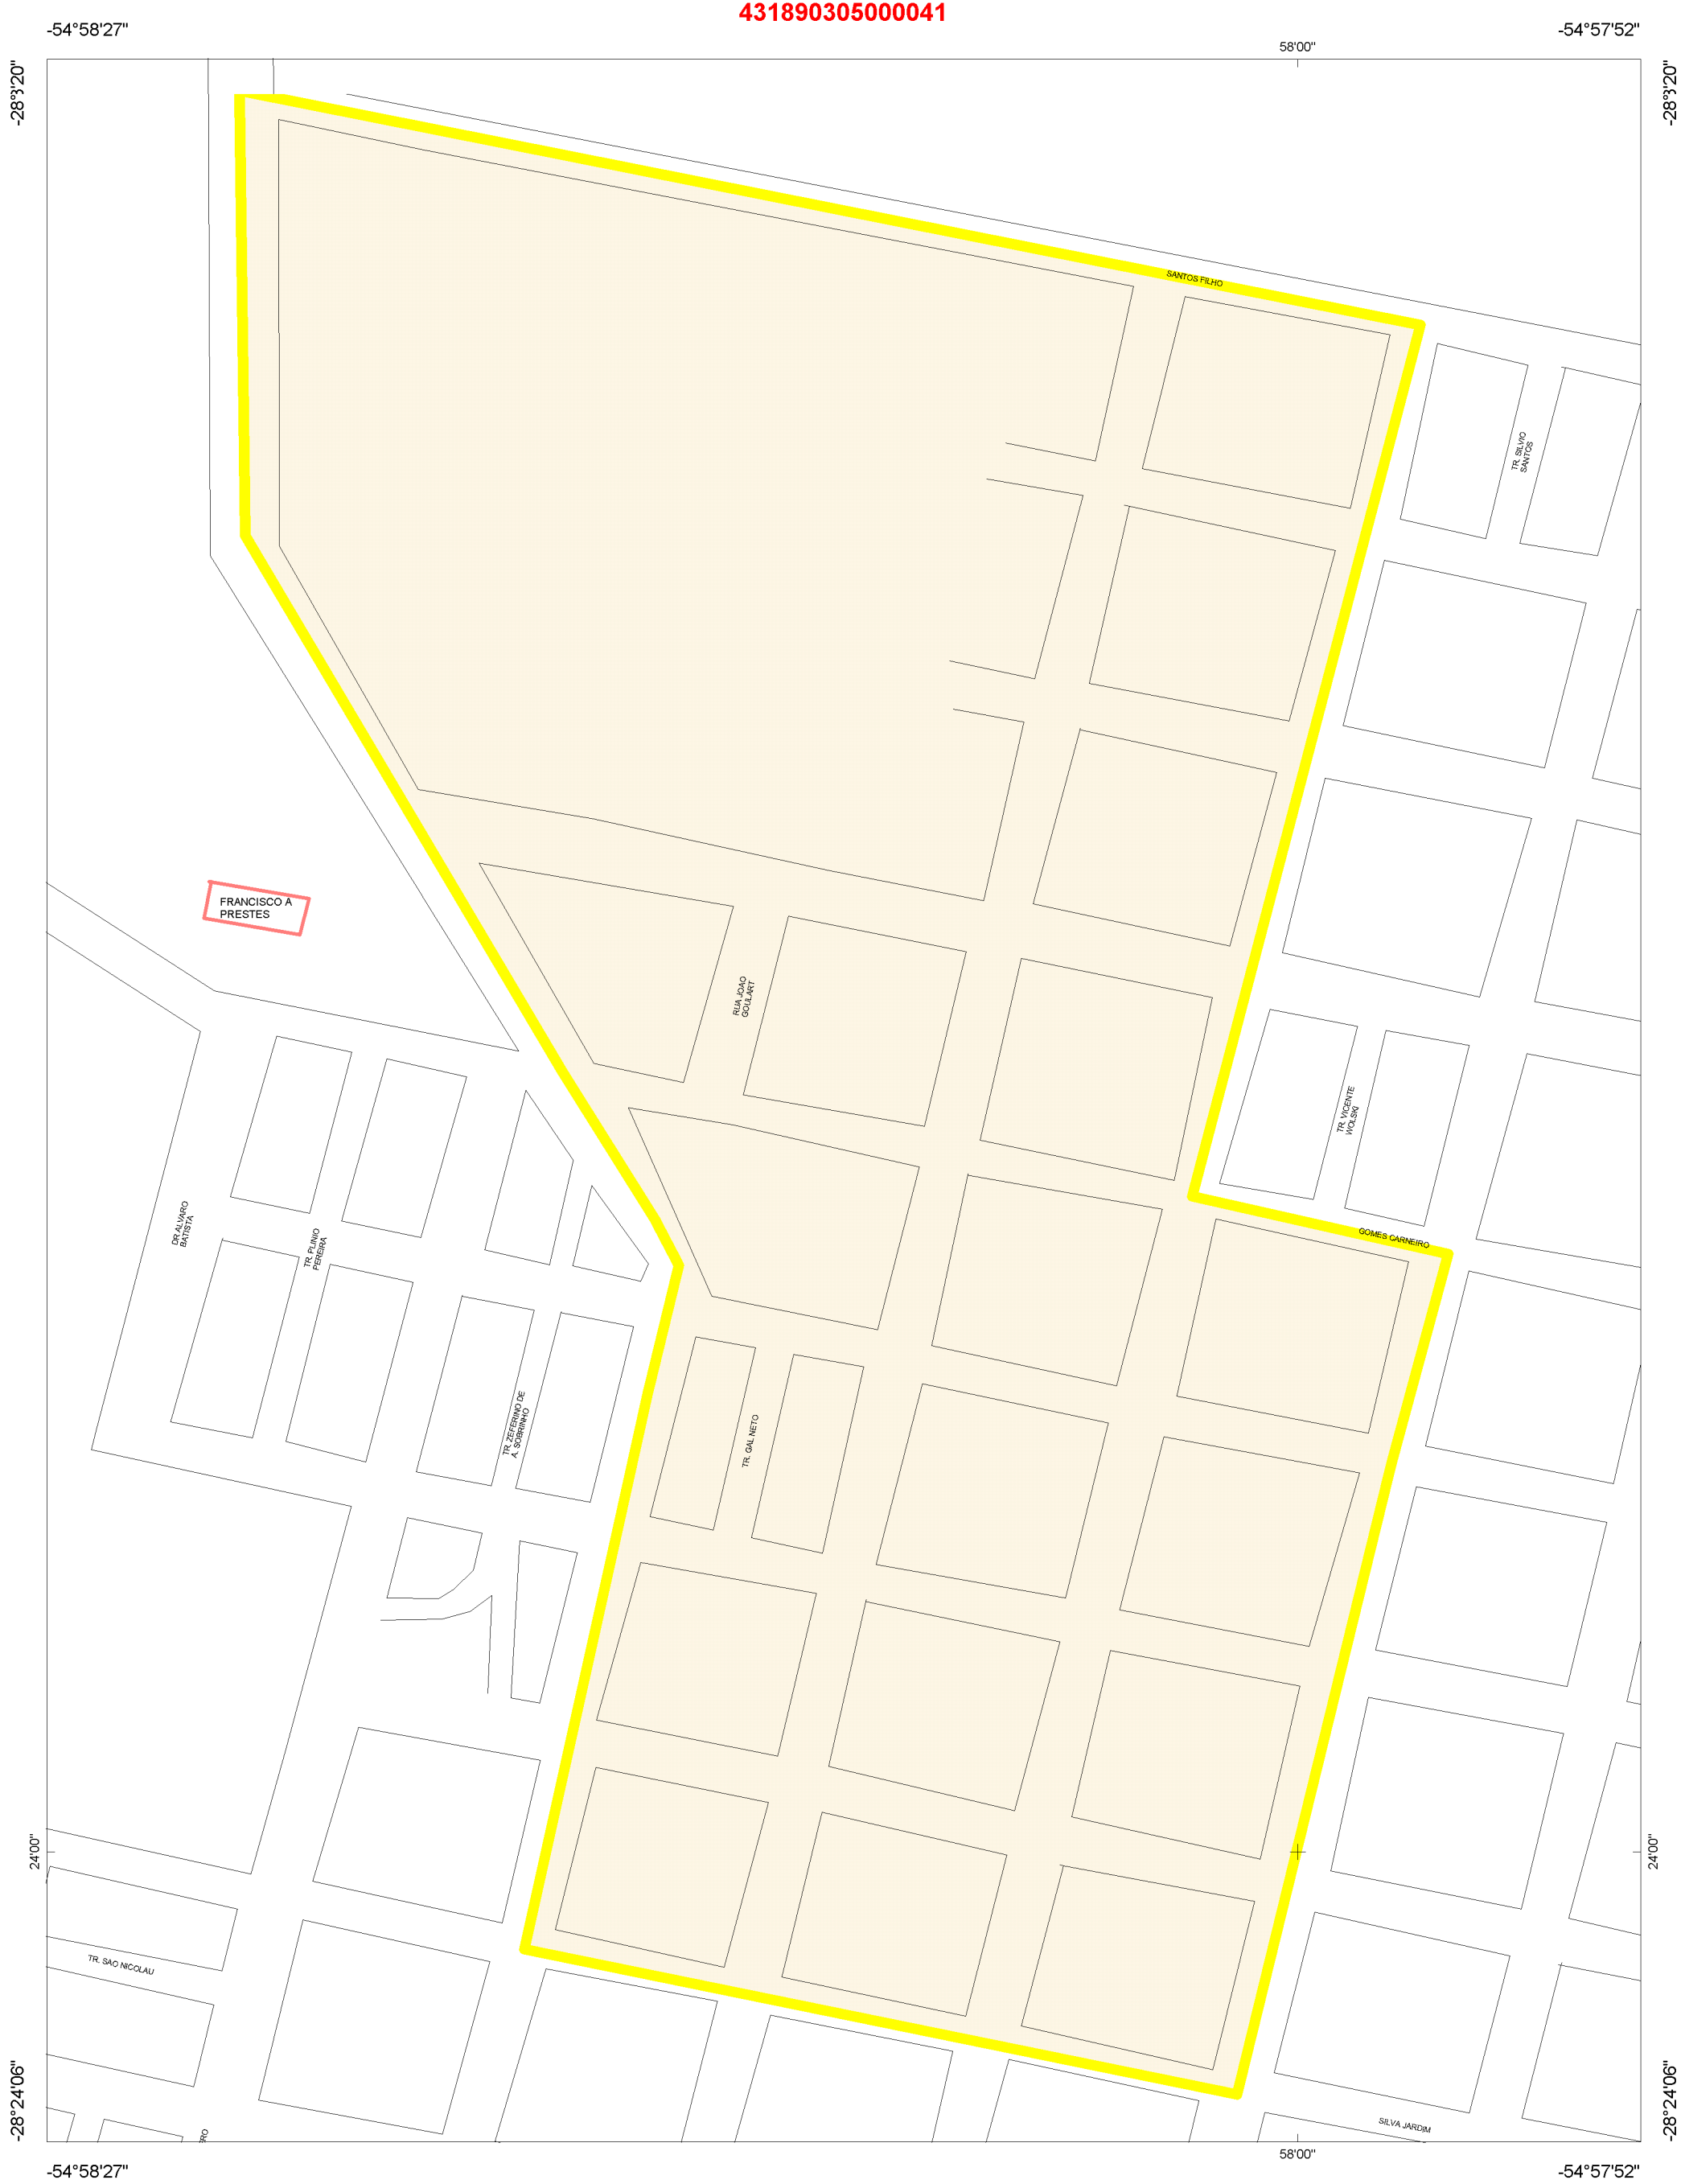 431890305000041
-54°58'27"
-54°57'52"
58'00"
-28°3'20"
-28°3'20"
SANTOS FILHO
TR. SILVIO
SANTOS
FRANCISCO A
PRESTES
RUA JOAO
GOULART
TR. VICENTE
WOLSKI
DR ALVARO
BATISTA
TR. PLINIO
PEREIRA
GOMES CARNEIRO
TR. ZEFERINO DE
A. SOBRINHO
TR. GAL NETO
24'00"
24'00"
TR. SAO NICOLAU
-28°24'06"
-28°24'06"
SILVA JARDIM
58'00"
-54°58'27"
-54°57'52"